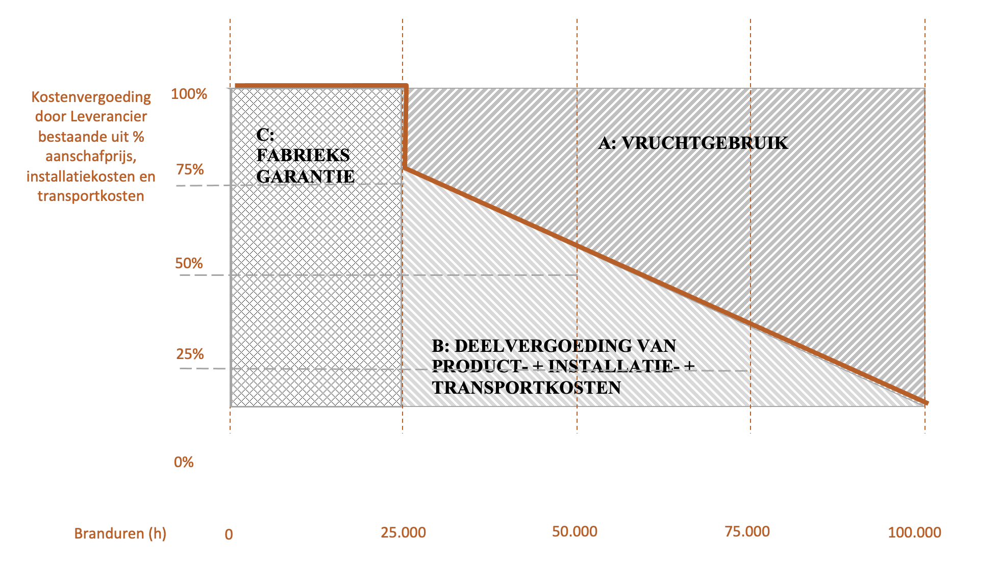 Kostenvergoeding
door Leverancier
bestaande uit %
aanschafprijs,
installatiekosten en
transportkosten
100%
75%
50%
25%
0%
C:
FABRIEKS
GARANTIE
A: VRUCHTGEBRUIK
B: DEELVERGOEDING VAN
PRODUCT- + INSTALLATIE- +
TRANSPORTKOSTEN
Branduren (h)
0
25.000
50.000
75.000
100.000